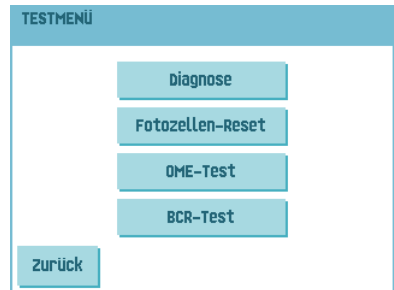 TESTMENÜ
Diagnose
Fotozellen-Reset
OME-Test
BCR-Test
zurück